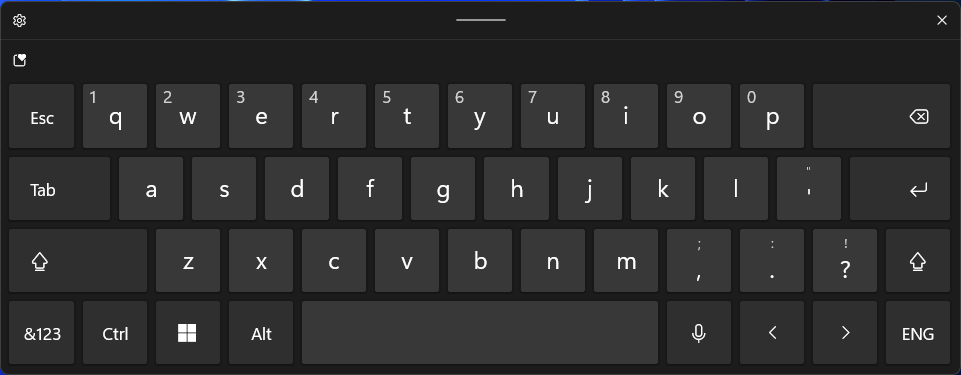 1 2 3 4 5 6 7 8 9 0
Esc q w e r t y u i o p
"
Tab a s d f g h j k l '
; : !
z x c v b n m , . ?
&123 Ctrl Alt < > ENG